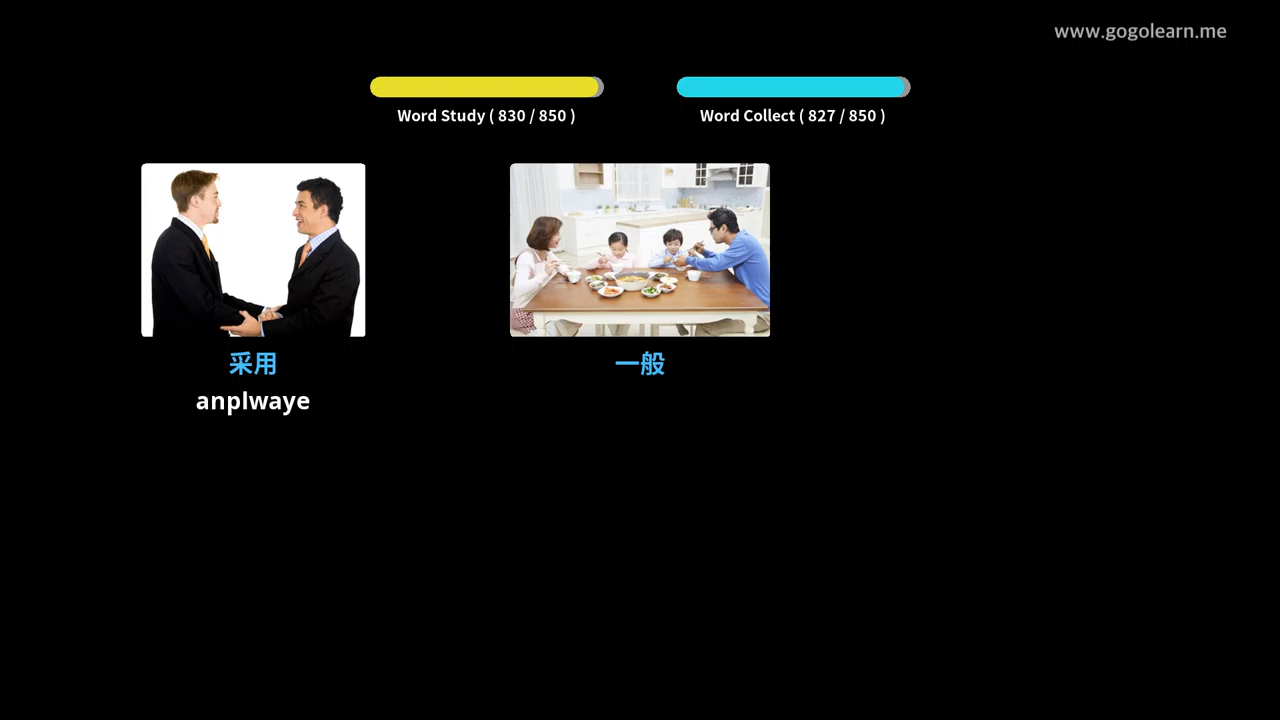 www.gogolearn.me
Word Study ( 830 / 850 )
Word Collect ( 827 / 850 )
采用
anplwaye
一般